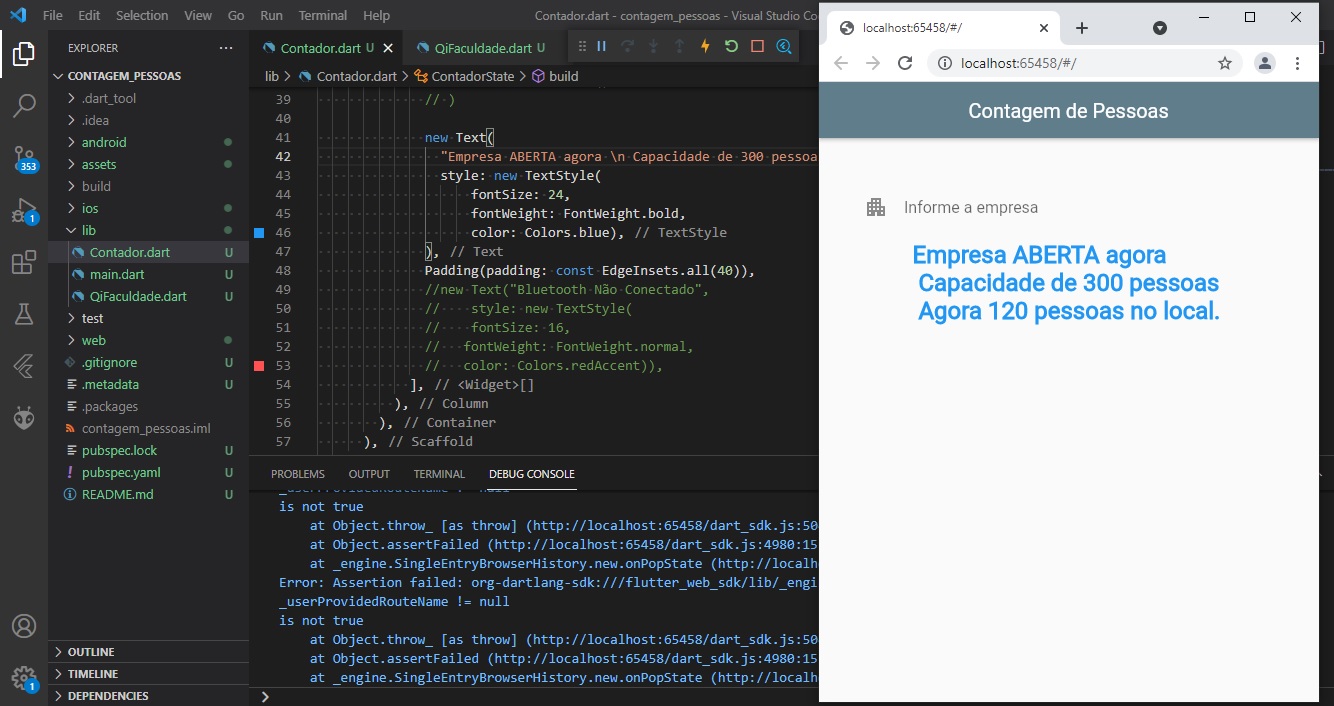 File Edit Selection View Go Run Terminal Help
Contador.dart - contagem_pessoas - Visual Studio Co
EXPLORER
CONTAGEM_PESSOAS
.dart_tool
.idea
android
assets
build
ios
lib
Contador.dart U
main.dart U
QiFaculdade.dart U
test
web
.gitignore U
.metadata U
.packages
contagem_pessoas.iml
pubspec.lock U
pubspec.yaml U
README.md U
OUTLINE
TIMELINE
DEPENDENCIES
353
1
1
Contador.dart U
QiFaculdade.dart U
lib > Contador.dart > ContadorState > build
39 // )
40
41 new Text(
42 "Empresa ABERTA agora \n Capacidade de 300 pessoa
43 style: new TextStyle(
44 fontSize: 24,
45 fontWeight: FontWeight.bold,
46 color: Colors.blue), // TextStyle
47 ), // Text
48 Padding(padding: const EdgeInsets.all(40)),
49 //new Text("Bluetooth Não Conectado",
50 // style: new TextStyle(
51 // fontSize: 16,
52 // fontWeight: FontWeight.normal,
53 // color: Colors.redAccent)),
54 ], // <Widget>[]
55 ), // Column
56 ), // Container
57 ), // Scaffold
PROBLEMS OUTPUT TERMINAL DEBUG CONSOLE
_userProvidedRouteName != null
is not true
at Object.throw_ [as throw] (http://localhost:65458/dart_sdk.js:50
at Object.assertFailed (http://localhost:65458/dart_sdk.js:4980:15
at _engine.SingleEntryBrowserHistory.new.onPopState (http://localh
Error: Assertion failed: org-dartlang-sdk:///flutter_web_sdk/lib/_engi
_userProvidedRouteName != null
is not true
at Object.throw_ [as throw] (http://localhost:65458/dart_sdk.js:50
at Object.assertFailed (http://localhost:65458/dart_sdk.js:4980:15
at _engine.SingleEntryBrowserHistory.new.onPopState (http://localh
localhost:65458/#/
localhost:65458/#/
Contagem de Pessoas
Informe a empresa
Empresa ABERTA agora
Capacidade de 300 pessoas
Agora 120 pessoas no local.